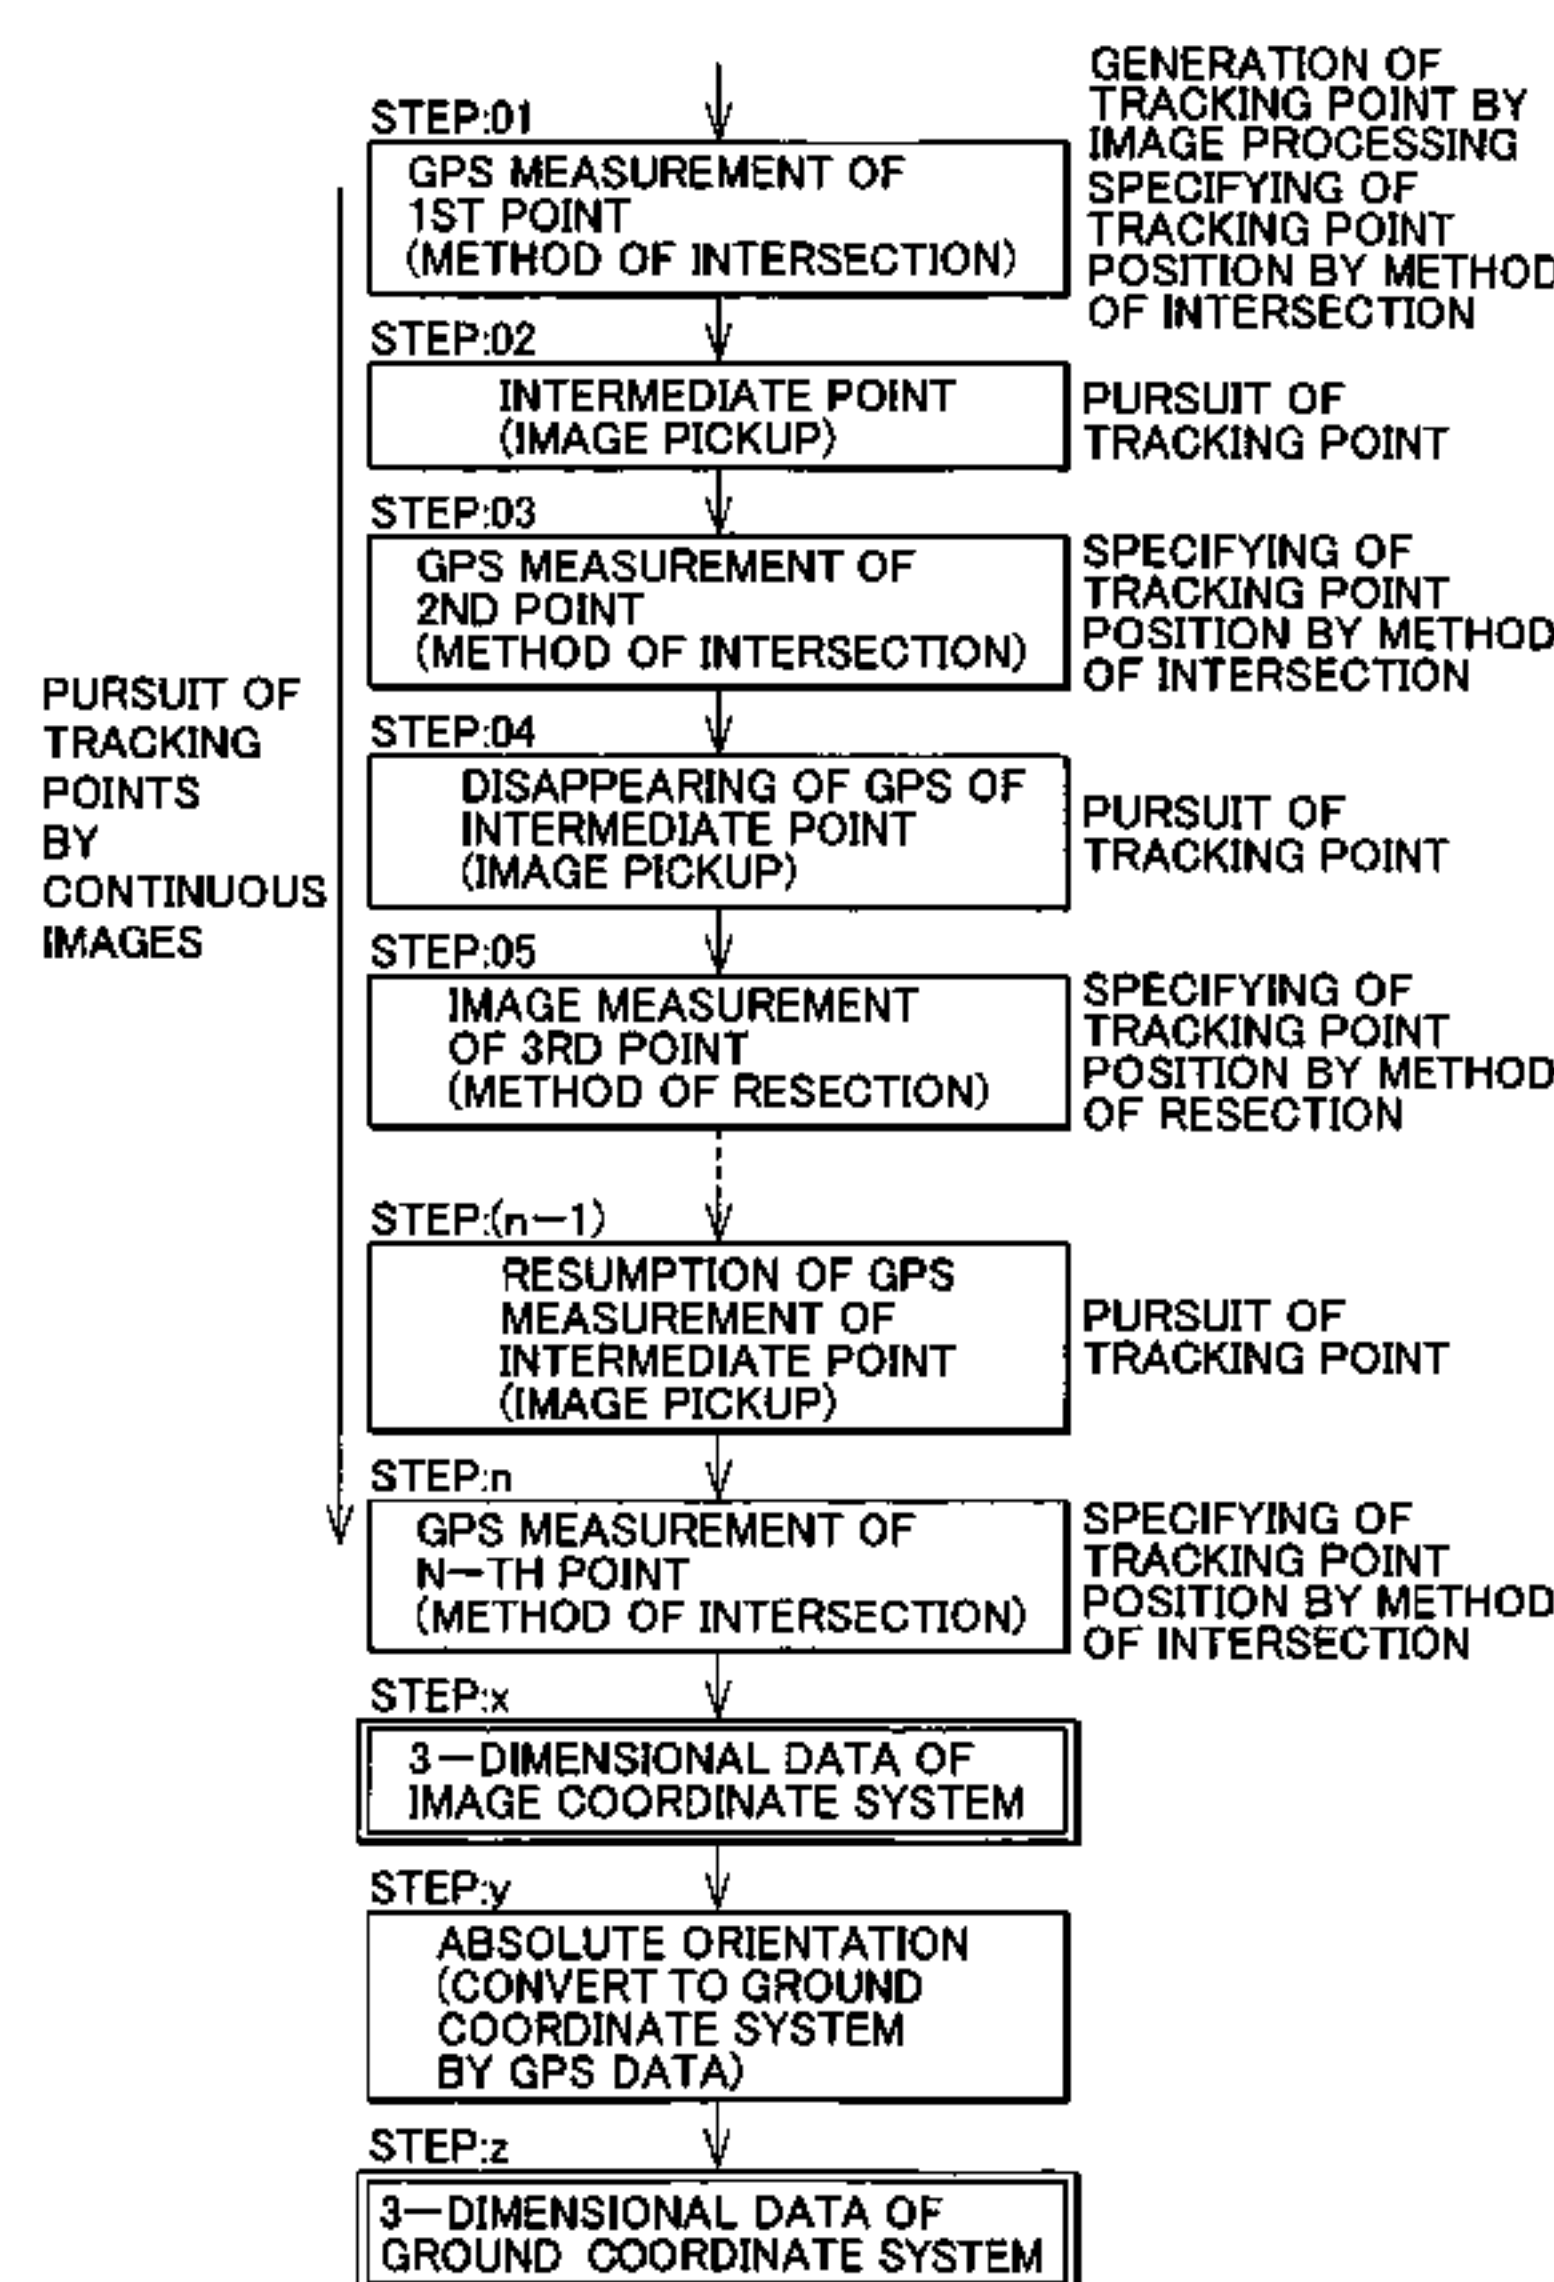 GENERATION OF
TRACKING POINT BY
IMAGE PROCESSING
SPECIFYING OF
TRACKING POINT
POSITION BY METHOD
OF INTERSECTION
STEP:01
GPS MEASUREMENT OF
1ST POINT
(METHOD OF INTERSECTION)
STEP:02
INTERMEDIATE POINT
(IMAGE PICKUP)
PURSUIT OF
TRACKING POINT
STEP:03
GPS MEASUREMENT OF
2ND POINT
(METHOD OF INTERSECTION)
SPECIFYING OF
TRACKING POINT
POSITION BY METHOD
OF INTERSECTION
PURSUIT OF
TRACKING
POINTS
BY
CONTINUOUS
IMAGES
STEP:04
DISAPPEARING OF GPS OF
INTERMEDIATE POINT
(IMAGE PICKUP)
PURSUIT OF
TRACKING POINT
STEP:05
IMAGE MEASUREMENT
OF 3RD POINT
(METHOD OF RESECTION)
SPECIFYING OF
TRACKING POINT
POSITION BY METHOD
OF RESECTION
STEP:(n-1)
RESUMPTION OF GPS
MEASUREMENT OF
INTERMEDIATE POINT
(IMAGE PICKUP)
PURSUIT OF
TRACKING POINT
STEP:n
GPS MEASUREMENT OF
N-TH POINT
(METHOD OF INTERSECTION)
SPECIFYING OF
TRACKING POINT
POSITION BY METHOD
OF INTERSECTION
STEP:x
3-DIMENSIONAL DATA OF
IMAGE COORDINATE SYSTEM
STEP:y
ABSOLUTE ORIENTATION
(CONVERT TO GROUND
COORDINATE SYSTEM
BY GPS DATA)
STEP:z
3-DIMENSIONAL DATA OF
GROUND COORDINATE SYSTEM